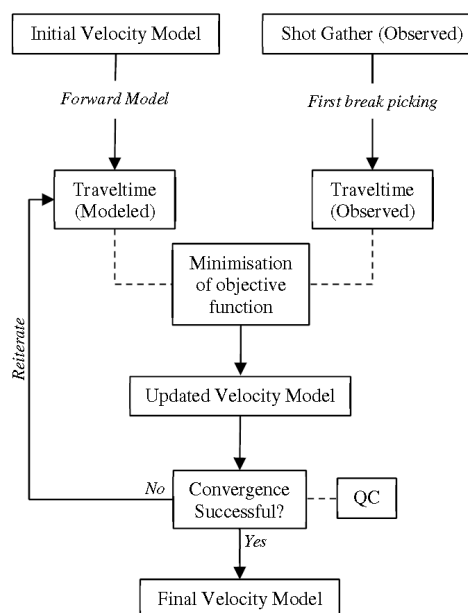 Initial Velocity Model
Shot Gather (Observed)
Forward Model
First break picking
Traveltime
(Modeled)
Traveltime
(Observed)
Minimisation
of objective
function
Reiterate
Updated Velocity Model
No
Convergence
Successful?
QC
Yes
Final Velocity Model